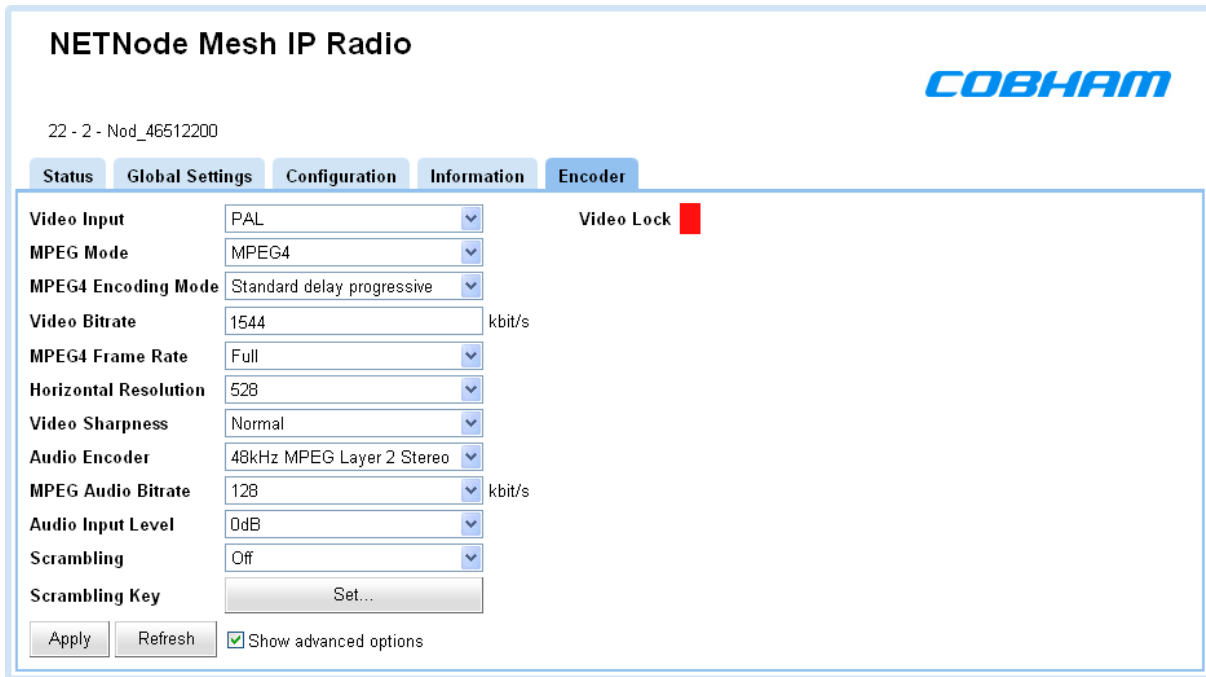 NETNode Mesh IP Radio
COBHAM
22 - 2 - Nod_46512200
Status Global Settings Configuration Information Encoder
Video Input PAL Video Lock
MPEG Mode MPEG4
MPEG4 Encoding Mode Standard delay progressive
Video Bitrate 1544 kbit/s
MPEG4 Frame Rate Full
Horizontal Resolution 528
Video Sharpness Normal
Audio Encoder 48kHz MPEG Layer 2 Stereo
MPEG Audio Bitrate 128 kbit/s
Audio Input Level 0dB
Scrambling Off
Scrambling Key Set...
Apply Refresh Show advanced options